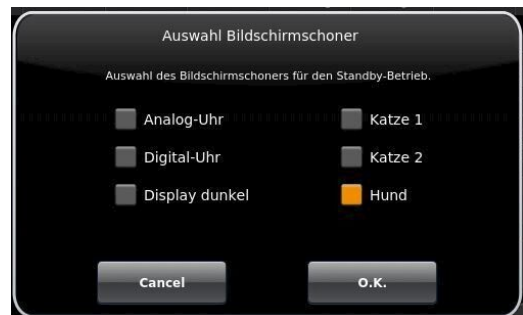 Auswahl Bildschirmschoner
Auswahl des Bildschirmschoners für den Standby-Betrieb.
Analog-Uhr
Katze 1
Digital-Uhr
Katze 2
Display dunkel
Hund
Cancel
O.K.